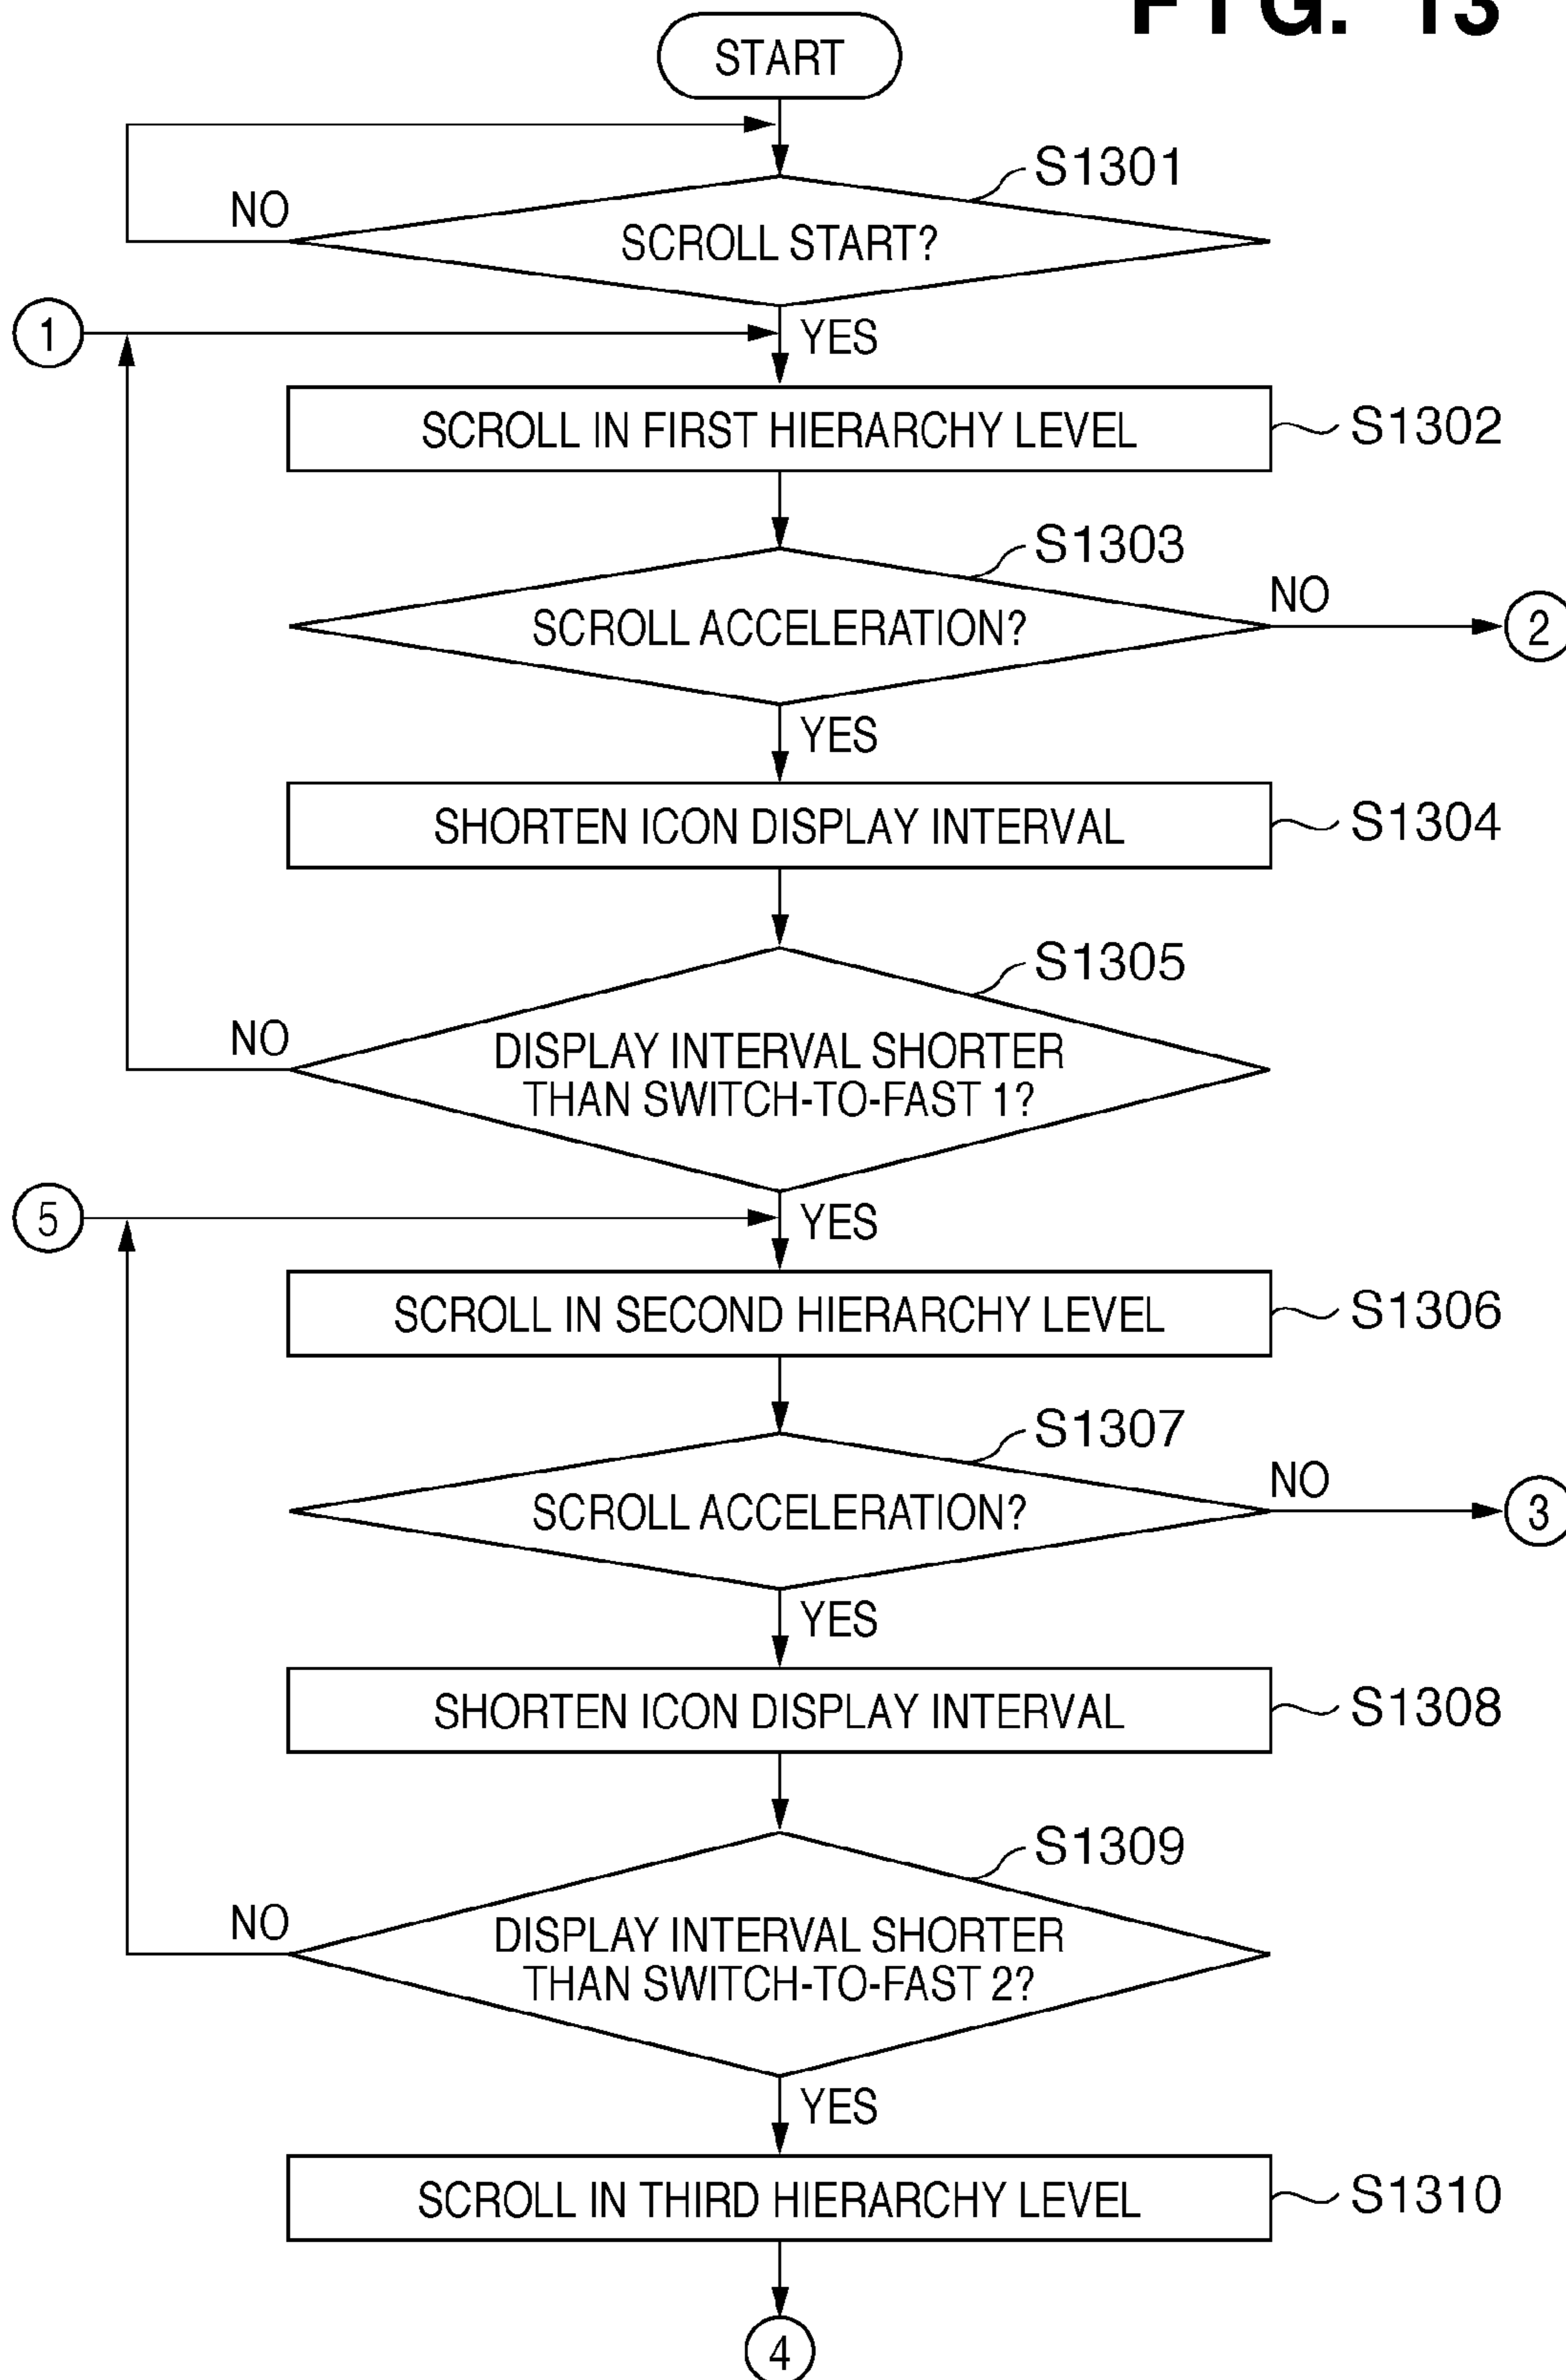 FIG. 13
START
S1301
NO
SCROLL START?
1
YES
SCROLL IN FIRST HIERARCHY LEVEL
S1302
S1303
NO
SCROLL ACCELERATION?
2
YES
SHORTEN ICON DISPLAY INTERVAL
S1304
S1305
NO
DISPLAY INTERVAL SHORTER
THAN SWITCH-TO-FAST 1?
5
YES
SCROLL IN SECOND HIERARCHY LEVEL
S1306
S1307
NO
SCROLL ACCELERATION?
3
YES
SHORTEN ICON DISPLAY INTERVAL
S1308
S1309
NO
DISPLAY INTERVAL SHORTER
THAN SWITCH-TO-FAST 2?
YES
SCROLL IN THIRD HIERARCHY LEVEL
S1310
4